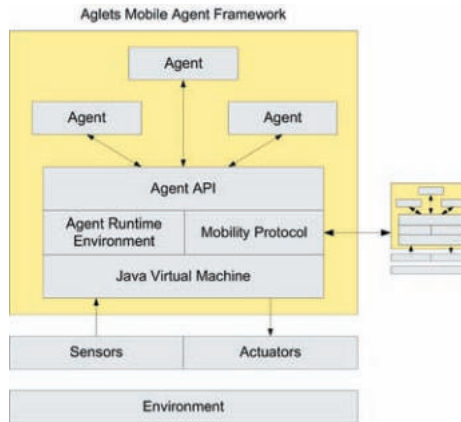 Aglets Mobile Agent Framework
Agent
Agent
Agent
Agent API
Agent Runtime
Environment
Mobility Protocol
Java Virtual Machine
Sensors
Actuators
Environment